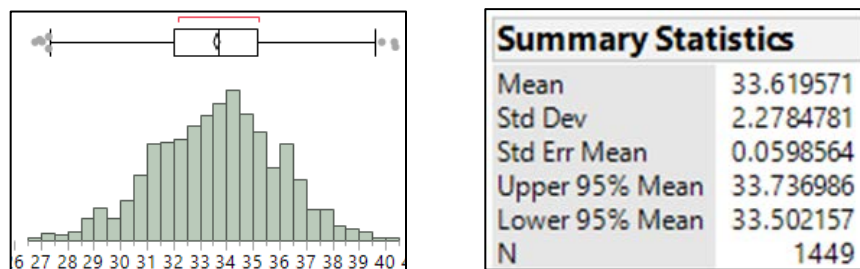 26 27 28 29 30 31 32 33 34 35 36 37 38 39 40
Summary Statistics
Mean 33.619571
Std Dev 2.2784781
Std Err Mean 0.0598564
Upper 95% Mean 33.736986
Lower 95% Mean 33.502157
N 1449